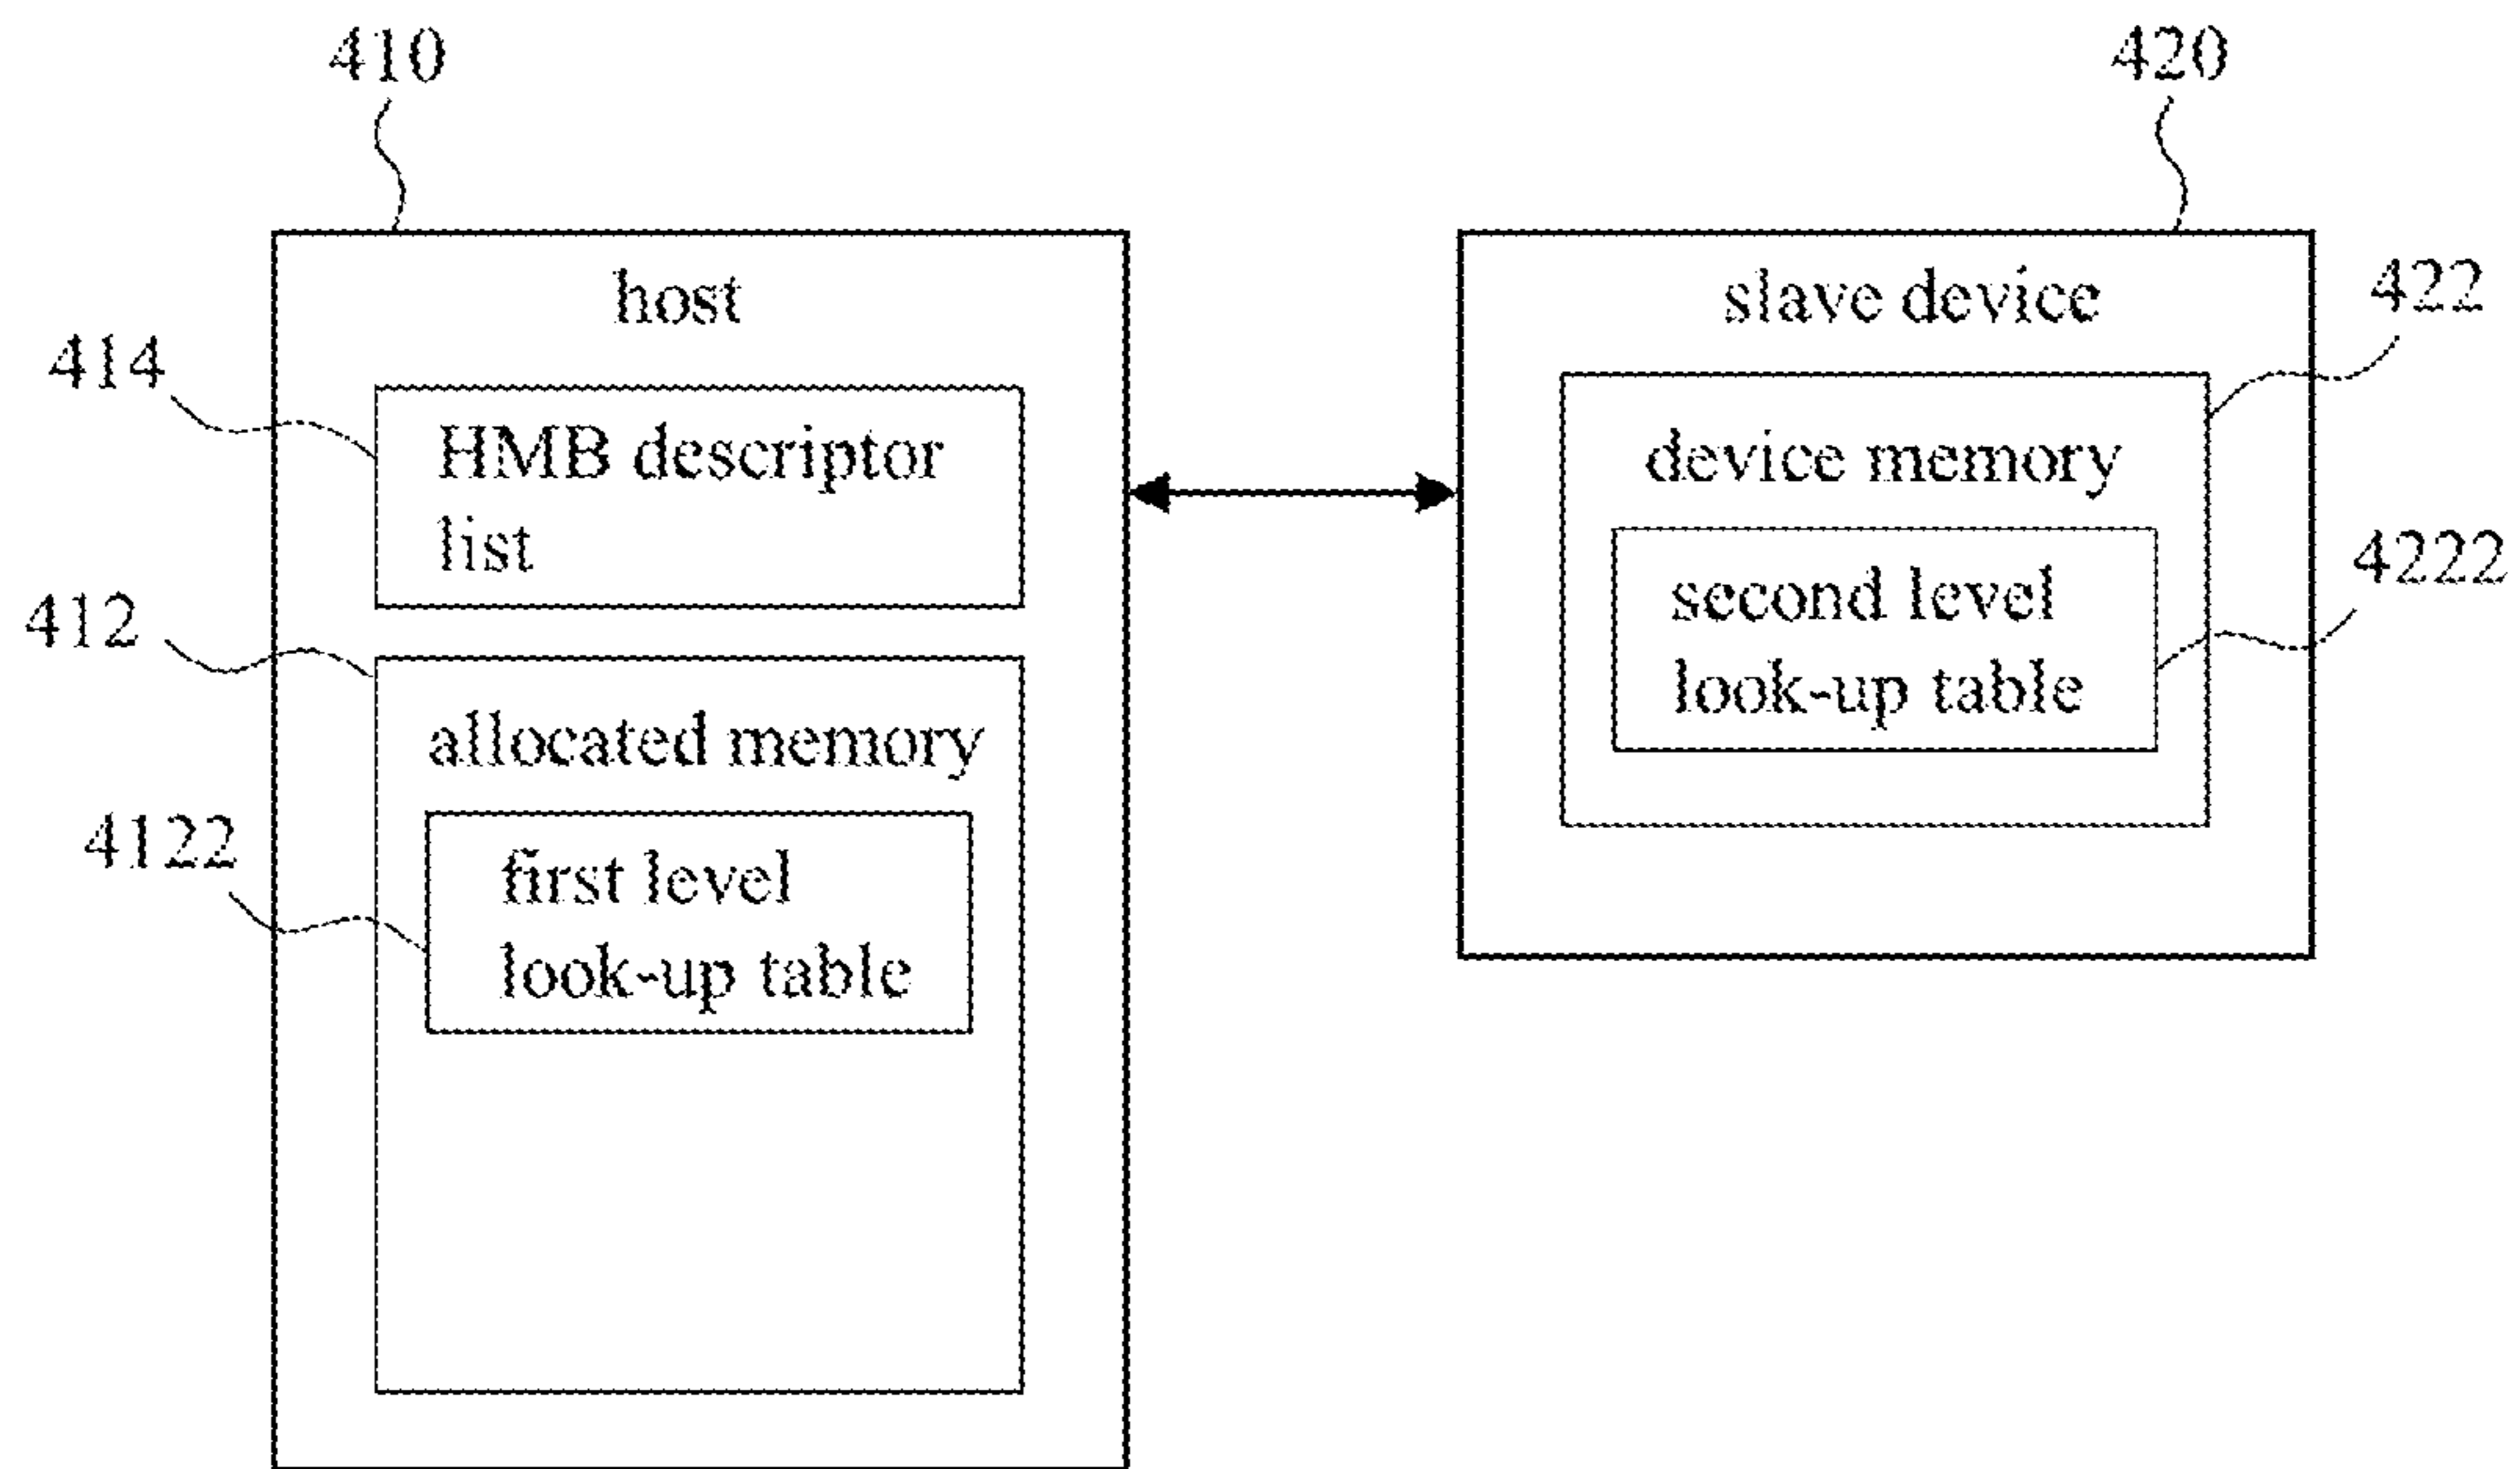 410
420
host
slave device
422
414
HMB descriptor
list
device memory
4222
second level
look-up table
412
allocated memory
4122
first level
look-up table